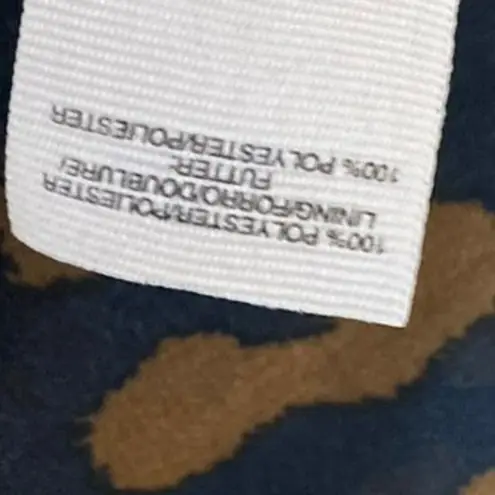 100% POLYESTER/POLIESTER
LINING/FORRO/DOUBLURE/
FUTTER:
100% POLYESTER/POLIESTER